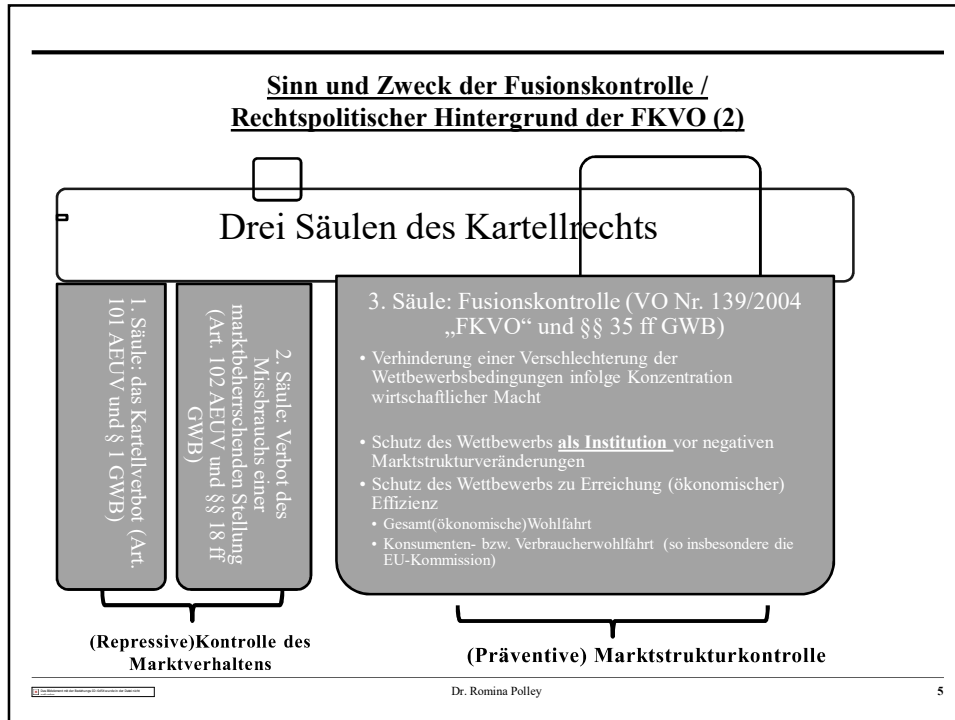 Sinn und Zweck der Fusionskontrolle /
Rechtspolitischer Hintergrund der FKVO (2)
Drei Säulen des Kartellrechts
1. Säule: das Kartellverbot (Art.
101 AEUV und § 1 GWB)
2. Säule: Verbot des
Missbrauchs einer
marktbeherrschenden Stellung
(Art. 102 AEUV und §§ 18 ff
GWB)
3. Säule: Fusionskontrolle (VO Nr. 139/2004
„FKVO“ und §§ 35 ff GWB)
• Verhinderung einer Verschlechterung der
Wettbewerbsbedingungen infolge Konzentration
wirtschaftlicher Macht
• Schutz des Wettbewerbs als Institution vor negativen
Marktstrukturveränderungen
• Schutz des Wettbewerbs zu Erreichung (ökonomischer)
Effizienz
• Gesamt(ökonomische)Wohlfahrt
• Konsumenten- bzw. Verbraucherwohlfahrt (so insbesondere die
EU-Kommission)
(Repressive)Kontrolle des
Marktverhaltens
(Präventive) Marktstrukturkontrolle
Dr. Romina Polley
5